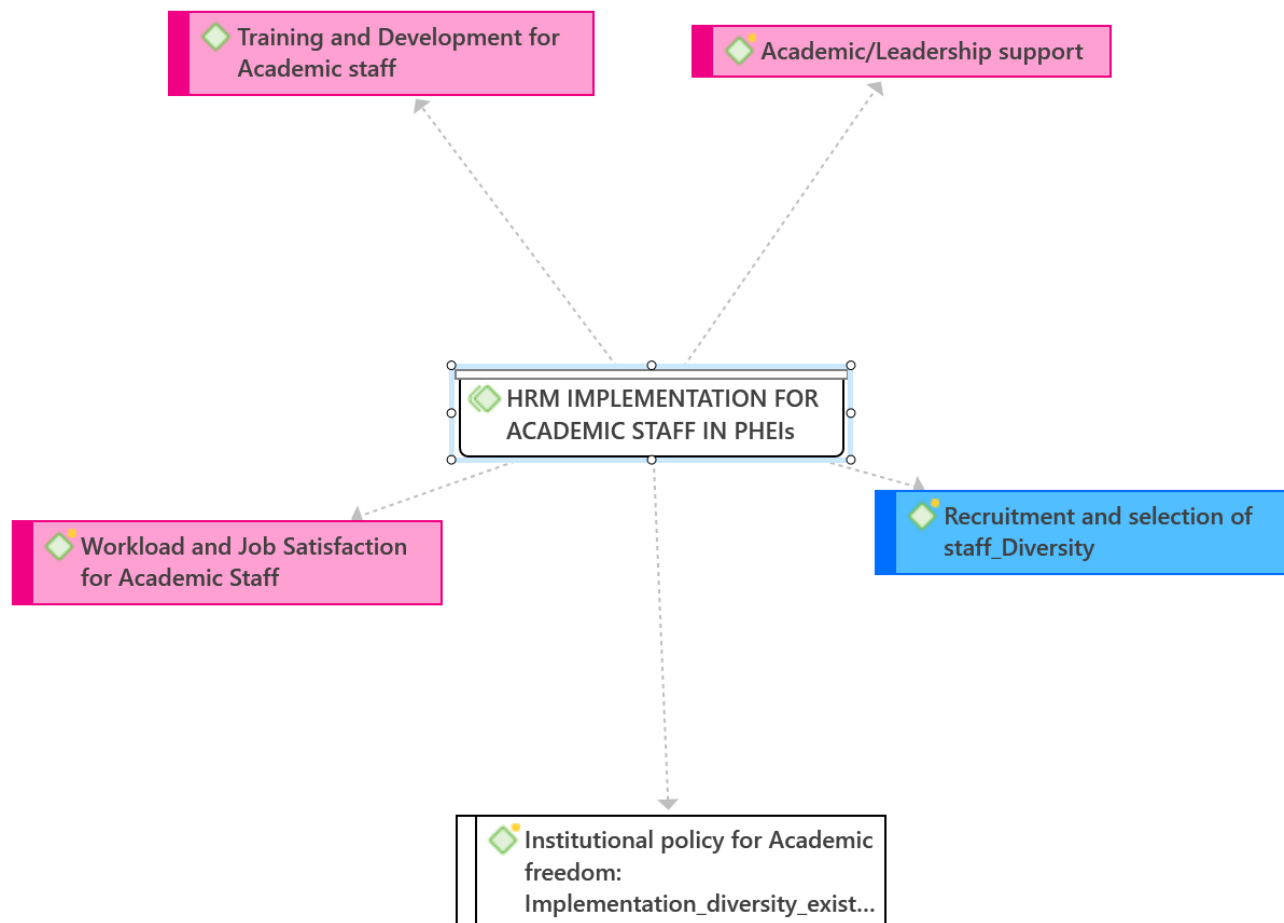 Training and Development for
Academic staff
Academic/Leadership support
HRM IMPLEMENTATION FOR
ACADEMIC STAFF IN PHEIs
Workload and Job Satisfaction
for Academic Staff
Recruitment and selection of
staff_Diversity
Institutional policy for Academic
freedom:
Implementation_diversity_exist...